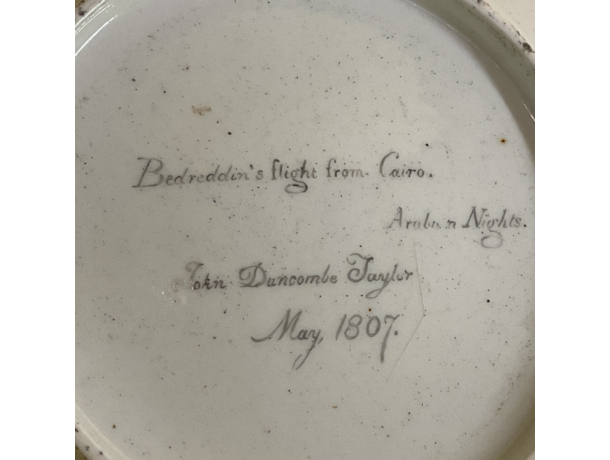 Bedreddin's flight from Cairo.
Arabian Nights.
John Duncombe Taylor
May, 1807.